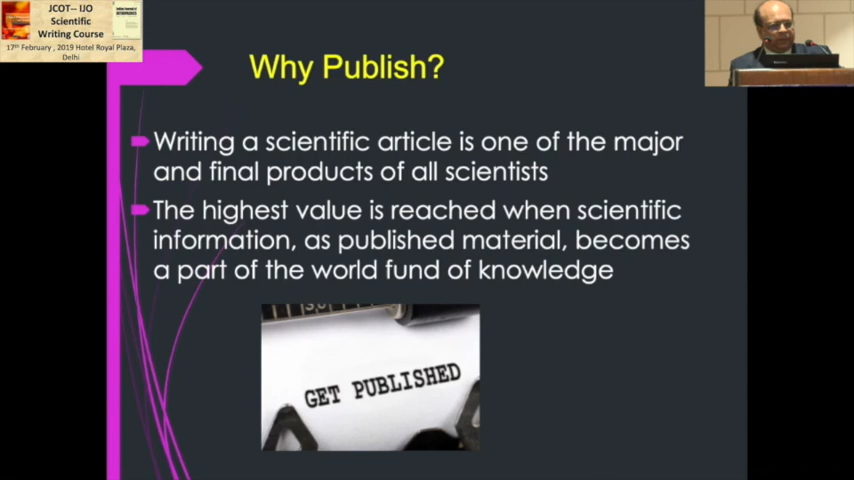 JCOT-- IJO
Scientific
Writing Course
17th February , 2019 Hotel Royal Plaza,
Delhi
Why Publish?
Writing a scientific article is one of the major
and final products of all scientists
The highest value is reached when scientific
information, as published material, becomes
a part of the world fund of knowledge
GET PUBLISHED